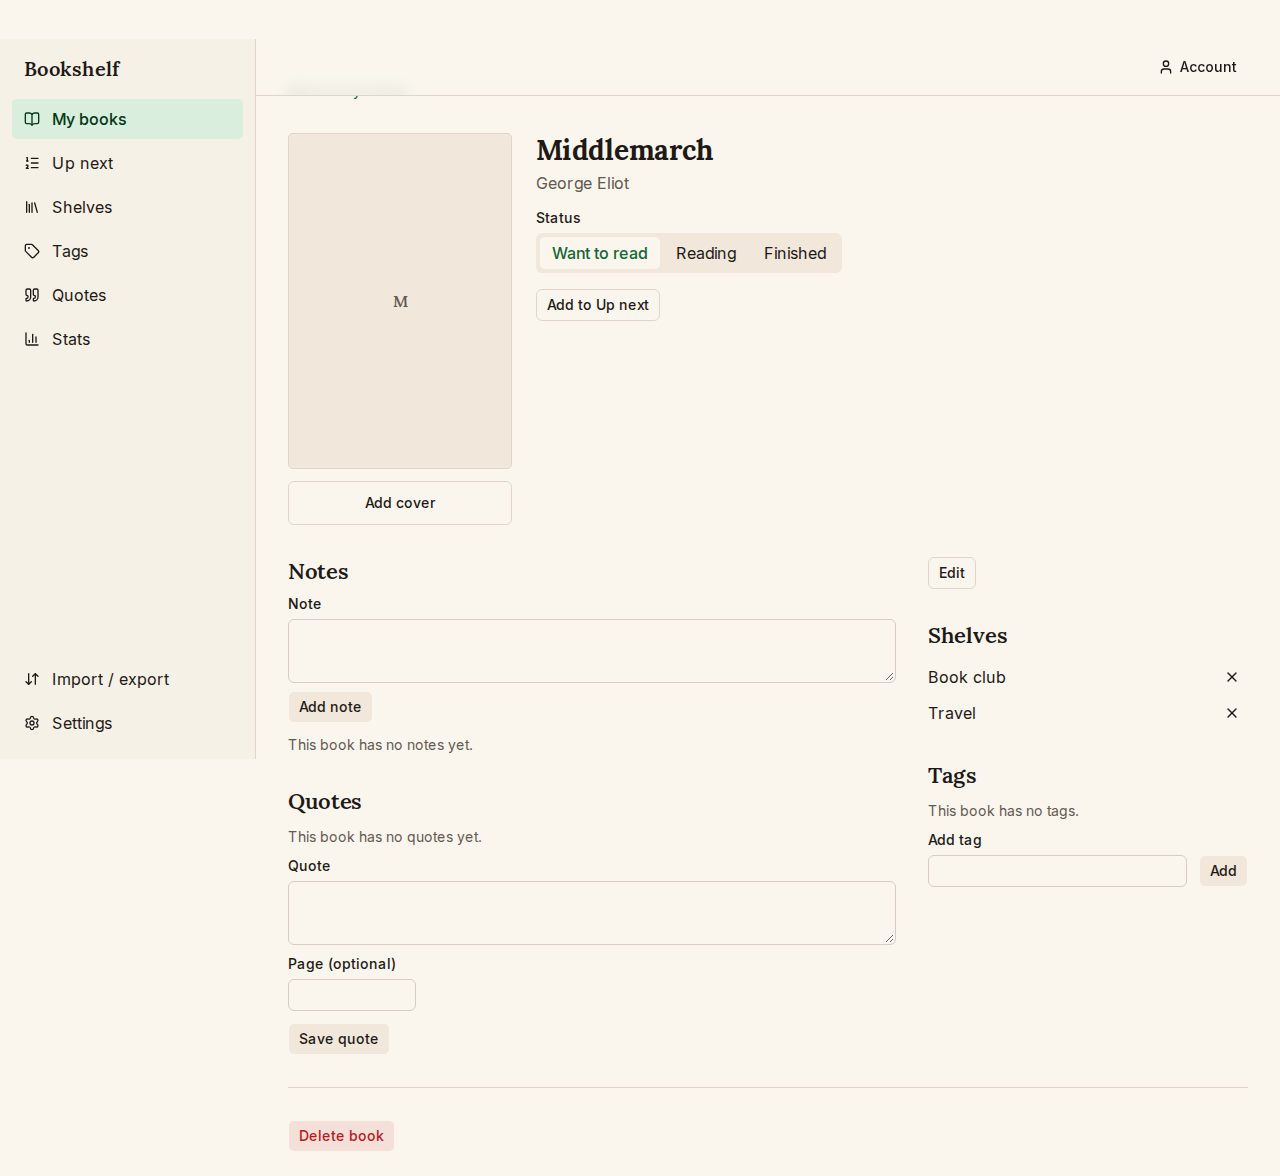 Bookshelf
Account
My books
Up next
Shelves
Tags
Quotes
Stats
Import / export
Settings
M
Add cover
Middlemarch
George Eliot
Status
Want to read
Reading
Finished
Add to Up next
Notes
Note
Add note
This book has no notes yet.
Quotes
This book has no quotes yet.
Quote
Page (optional)
Save quote
Edit
Shelves
Book club
Travel
Tags
This book has no tags.
Add tag
Add
Delete book